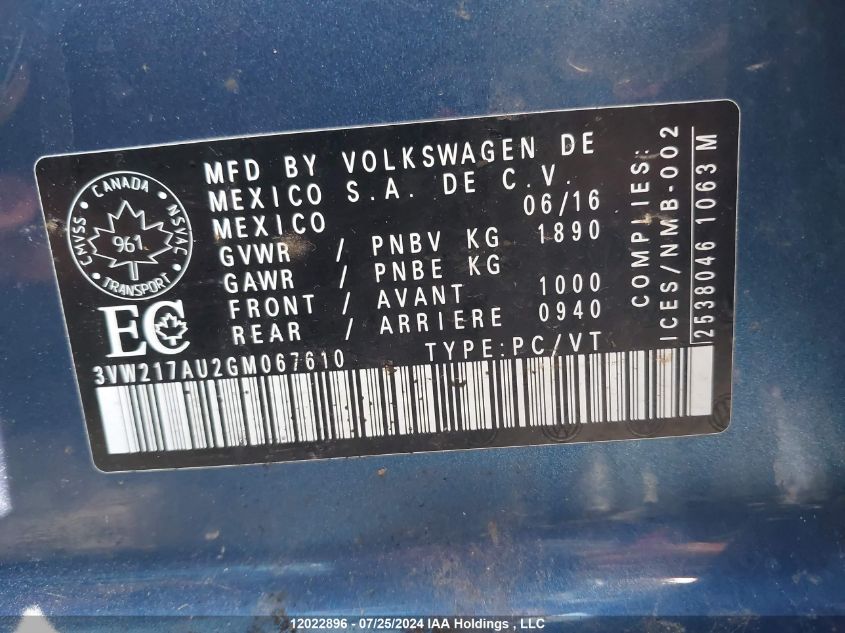 MFD BY VOLKSWAGEN DE
MEXICO S.A. DE C.V.
MEXICO 06/16
GVWR / PNBV KG 1890
GAWR / PNBE KG
FRONT / AVANT 1000
REAR / ARRIERE 0940
TYPE:PC/VT
CANADA
CMVSS NSVAC
961
TRANSPORT
EC
3VW217AU2GM067610
COMPLIES:
ICES/NMB-002
2538046 1063 M
12022896 - 07/25/2024 IAA Holdings , LLC